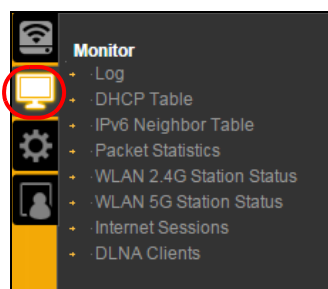 Monitor
Log
DHCP Table
IPv6 Neighbor Table
Packet Statistics
WLAN 2.4G Station Status
WLAN 5G Station Status
Internet Sessions
DLNA Clients